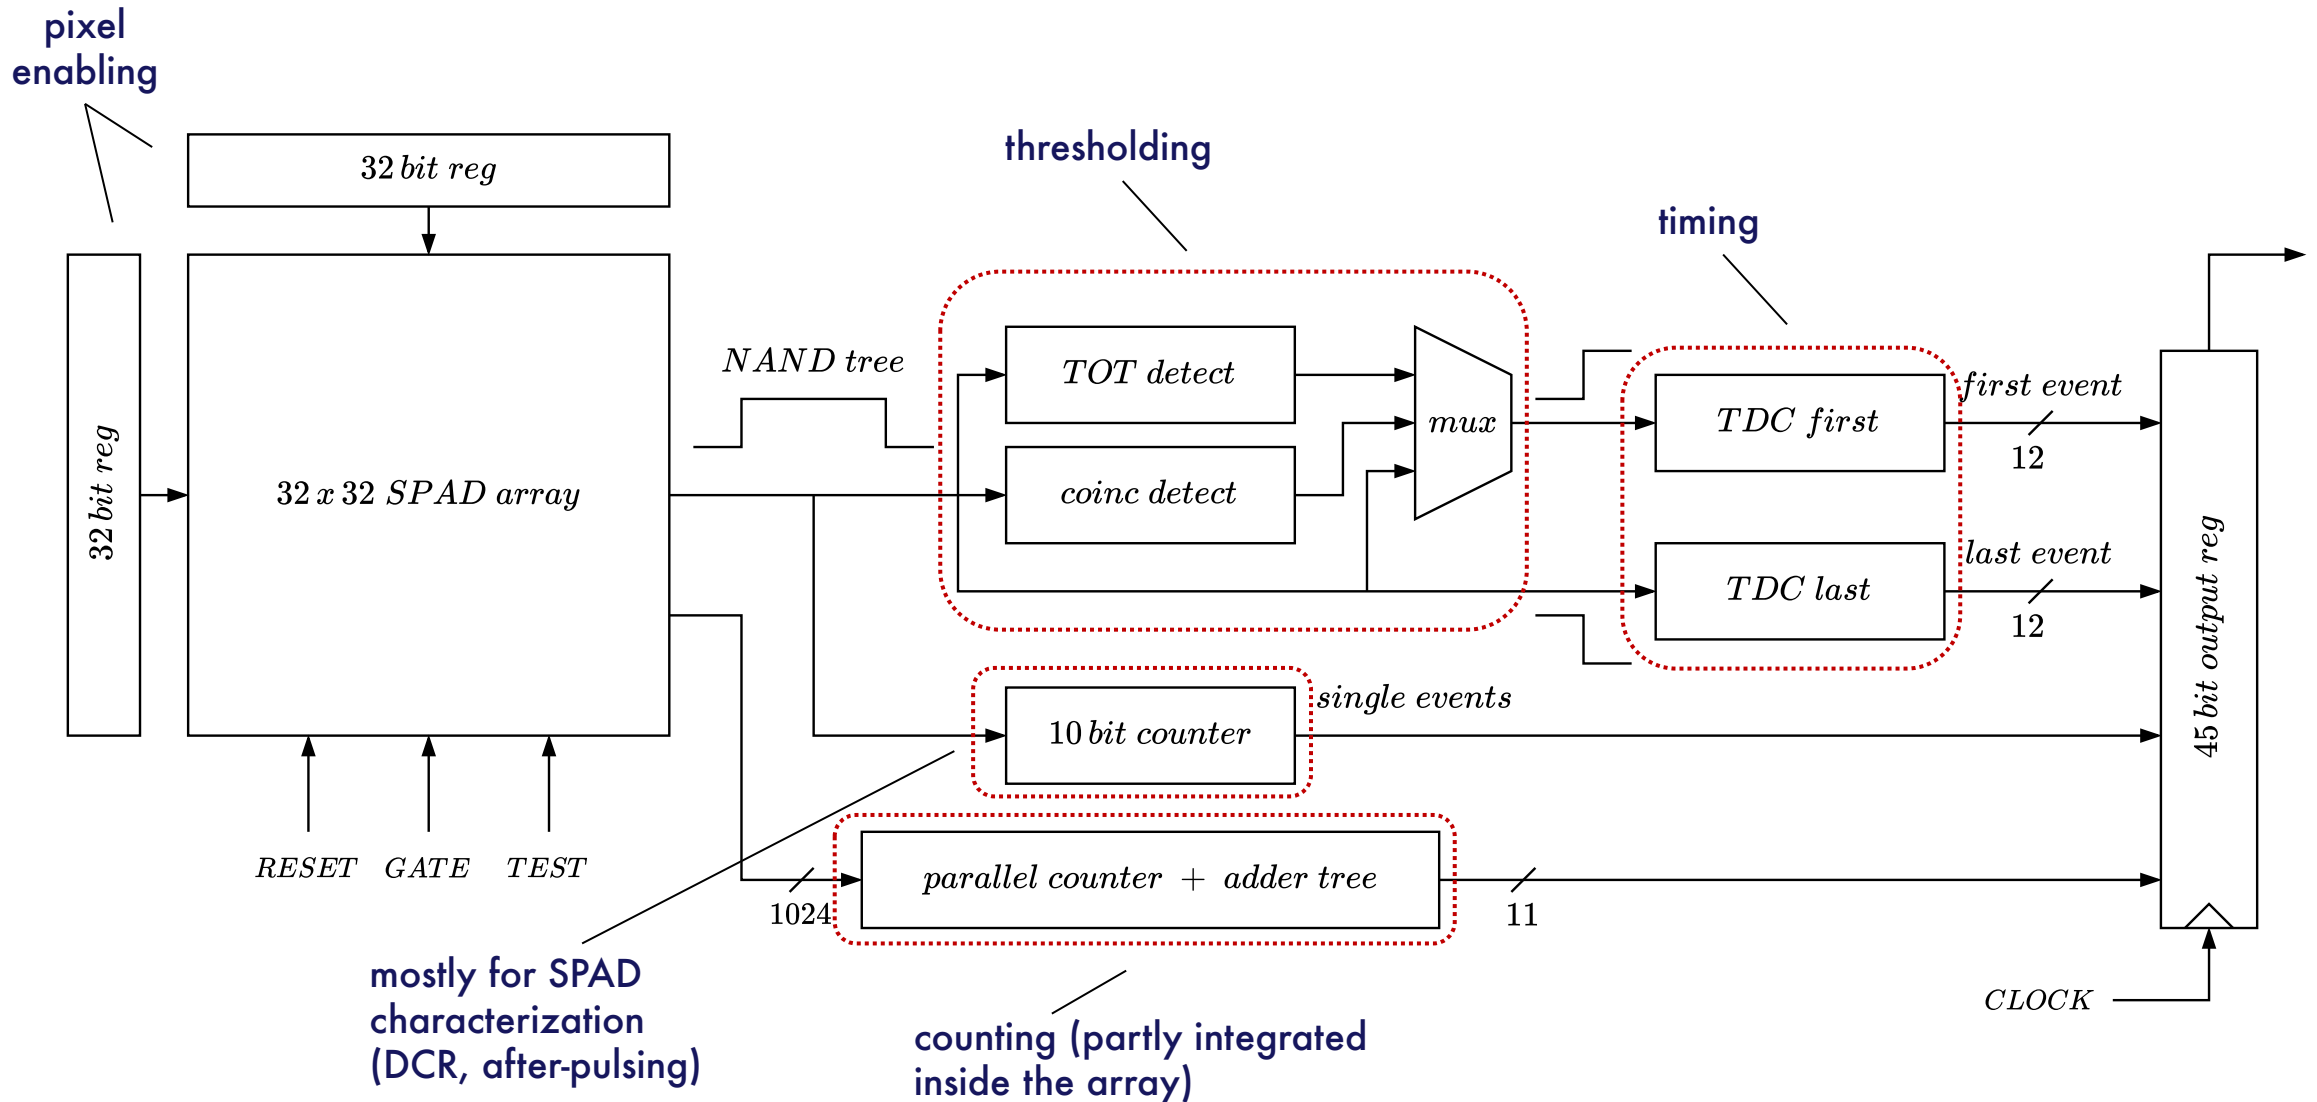 pixel
enabling
32 bit reg
thresholding
timing
32 bit reg
32 x 32 SPAD array
NAND tree
TOT detect
coinc detect
mux
TDC first
first event
12
TDC last
last event
12
45 bit output reg
10 bit counter
single events
RESET GATE TEST
parallel counter + adder tree
1024
11
CLOCK
mostly for SPAD
characterization
(DCR, after-pulsing)
counting (partly integrated
inside the array)